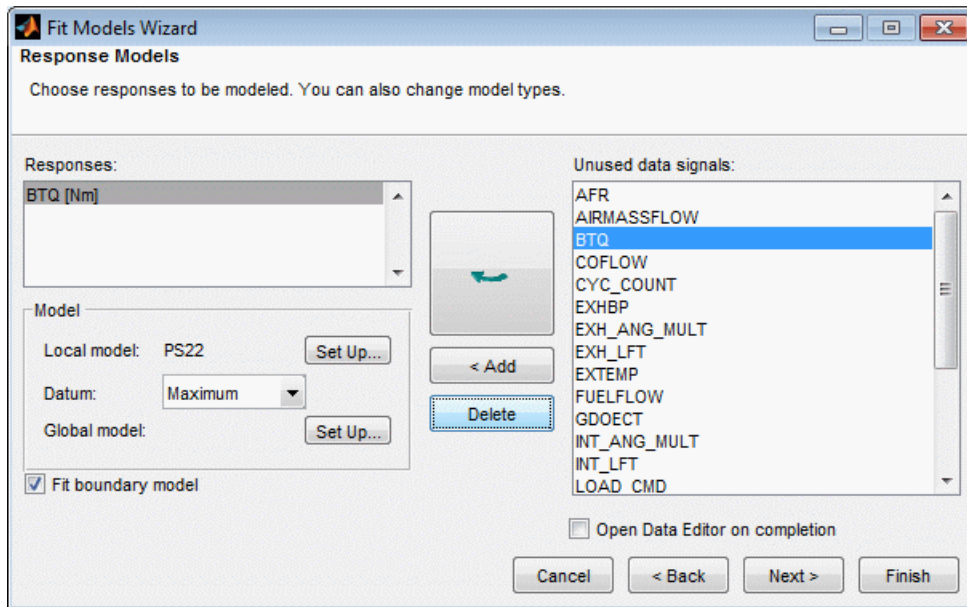 Fit Models Wizard
Response Models
Choose responses to be modeled. You can also change model types.
Responses:
BTQ [Nm]
Model
Local model: PS22 Set Up...
Datum: Maximum
Global model: Set Up...
Fit boundary model
< Add
Delete
Unused data signals:
AFR
AIRMASSFLOW
BTQ
COFLOW
CYC_COUNT
EXHBP
EXH_ANG_MULT
EXH_LFT
EXTEMP
FUELFLOW
GDOECT
INT_ANG_MULT
INT_LFT
LOAD_CMD
Open Data Editor on completion
Cancel < Back Next > Finish